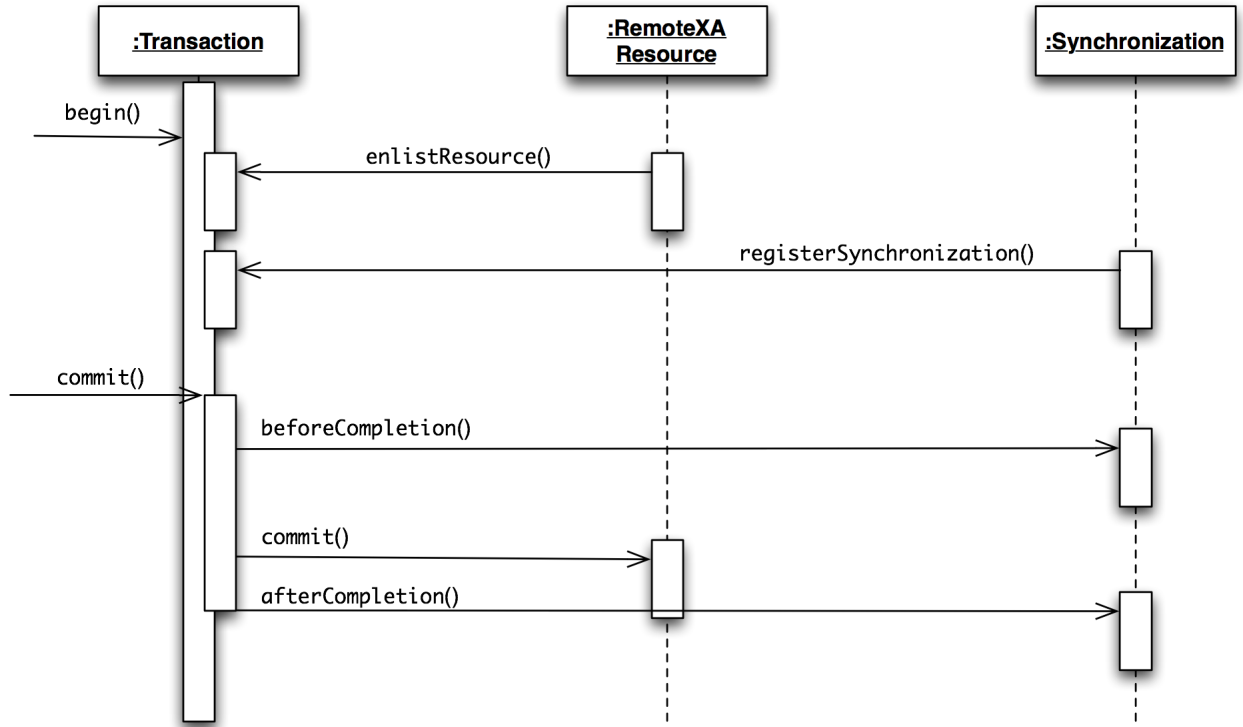 :Transaction
:RemoteXA
Resource
:Synchronization
begin()
enlistResource()
registerSynchronization()
commit()
beforeCompletion()
commit()
afterCompletion()